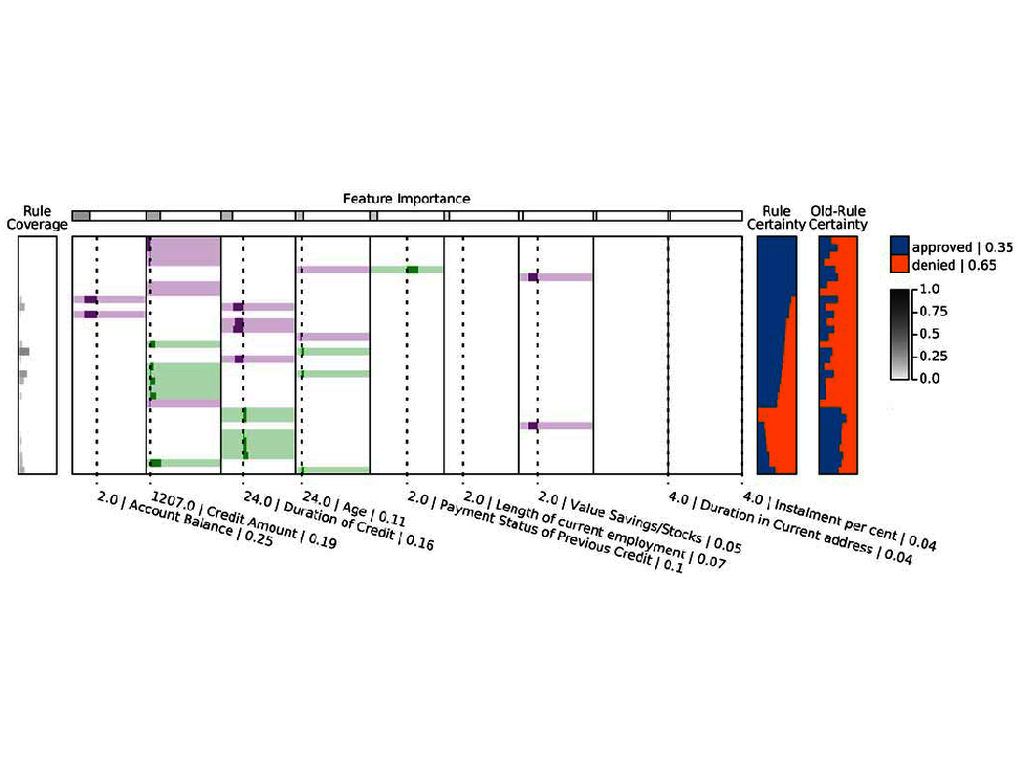 Feature Importance
Rule
Coverage
Rule
Certainty
Old-Rule
Certainty
approved | 0.35
denied | 0.65
1.0
0.75
0.5
0.25
0.0
2.0 | Account Balance | 0.25
1207.0 | Credit Amount | 0.19
24.0 | Duration of Credit | 0.16
24.0 | Age | 0.11
2.0 | Payment Status of Previous Credit | 0.1
2.0 | Length of current employment | 0.07
2.0 | Value Savings/Stocks | 0.05
4.0 | Duration in Current address | 0.04
4.0 | Instalment per cent | 0.04